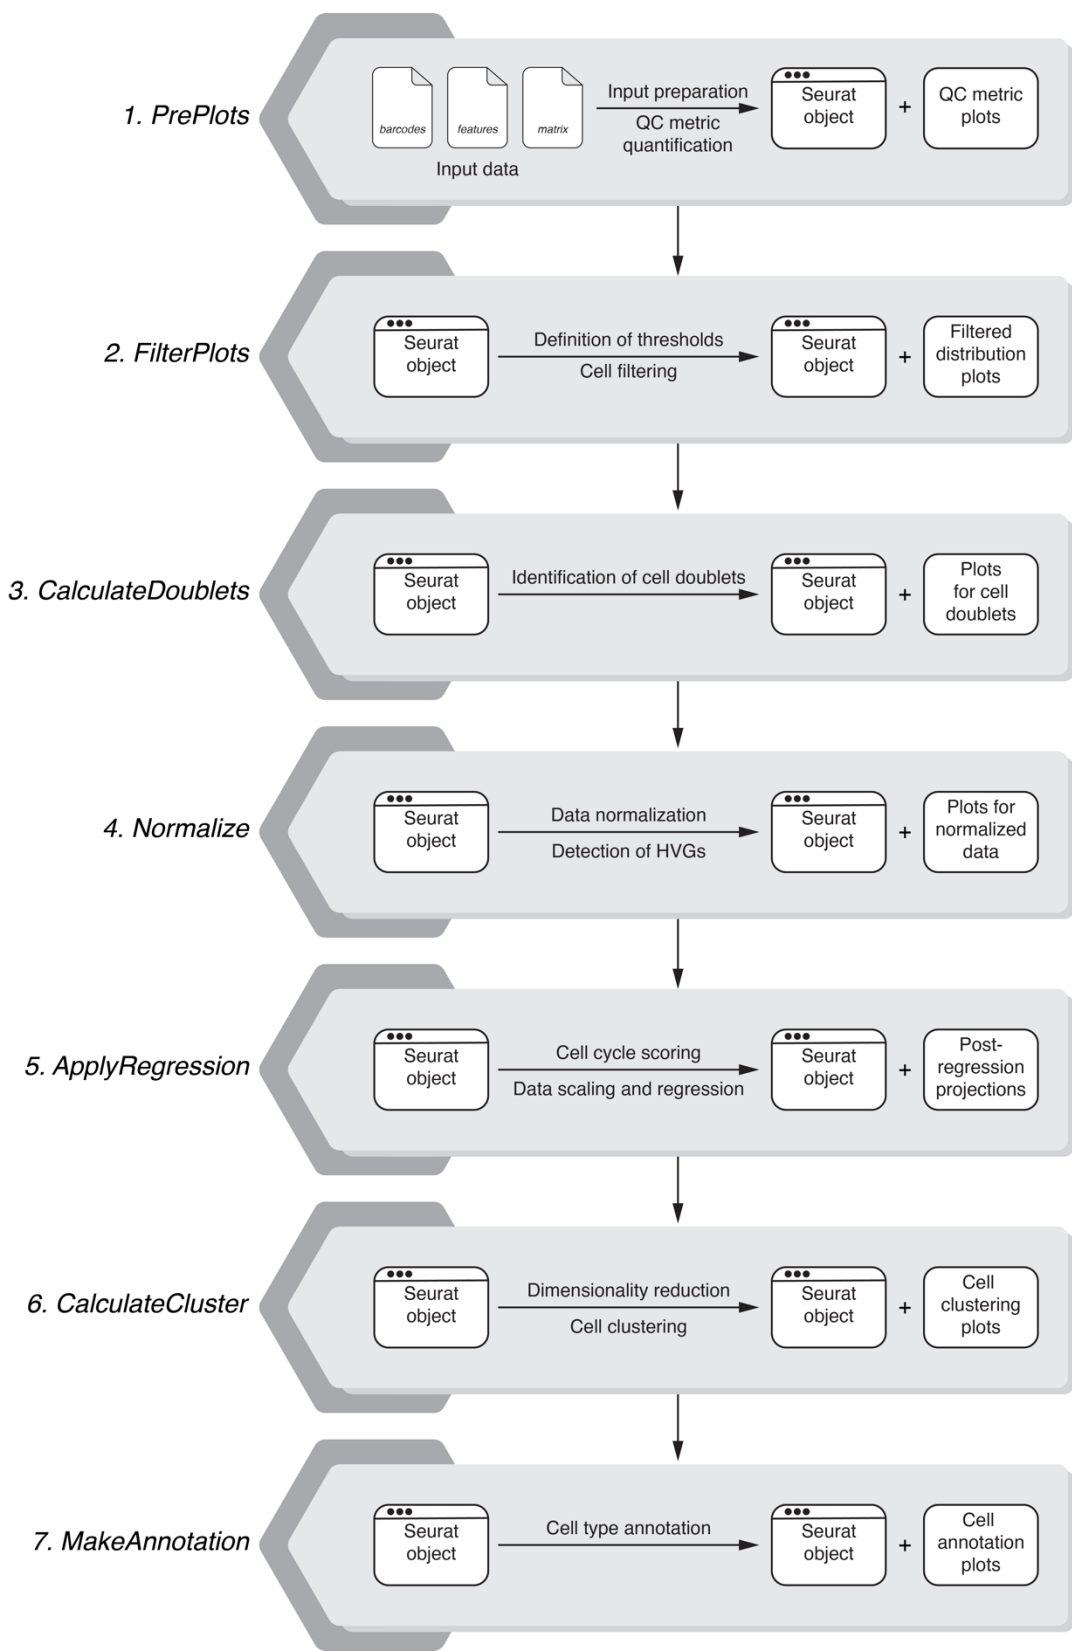 1. PrePlots
barcodes
features
matrix
Input data
Input preparation
QC metric
quantification
Seurat
object
+
QC metric
plots
2. FilterPlots
Seurat
object
Definition of thresholds
Cell filtering
Seurat
object
+
Filtered
distribution
plots
3. CalculateDoublets
Seurat
object
Identification of cell doublets
Seurat
object
+
Plots
for cell
doublets
4. Normalize
Seurat
object
Data normalization
Detection of HVGs
Seurat
object
+
Plots for
normalized
data
5. ApplyRegression
Seurat
object
Cell cycle scoring
Data scaling and regression
Seurat
object
+
Post-
regression
projections
6. CalculateCluster
Seurat
object
Dimensionality reduction
Cell clustering
Seurat
object
+
Cell
clustering
plots
7. MakeAnnotation
Seurat
object
Cell type annotation
Seurat
object
+
Cell
annotation
plots